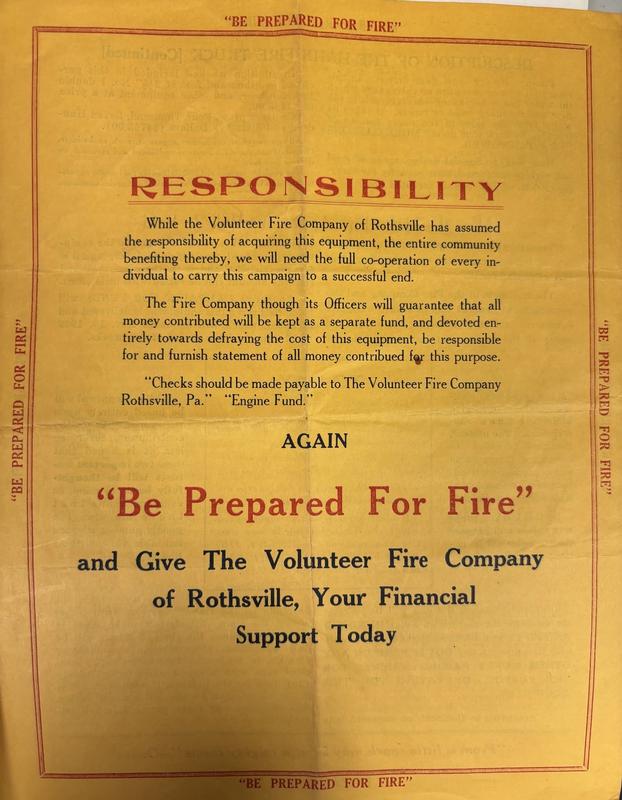 "BE PREPARED FOR FIRE"
RESPONSIBILITY
While the Volunteer Fire Company of Rothsville has assumed
the responsibility of acquiring this equipment, the entire community
benefiting thereby, we will need the full co-operation of every in-
dividual to carry this campaign to a successful end.
The Fire Company though its Officers will guarantee that all
money contributed will be kept as a separate fund, and devoted en-
tirely towards defraying the cost of this equipment, be responsible
for and furnish statement of all money contribued for this purpose.
"Checks should be made payable to The Volunteer Fire Company
Rothsville, Pa." "Engine Fund."
AGAIN
"Be Prepared For Fire"
and Give The Volunteer Fire Company
of Rothsville, Your Financial
Support Today
"BE PREPARED FOR FIRE"
"BE PREPARED FOR FIRE"
"BE PREPARED FOR FIRE"